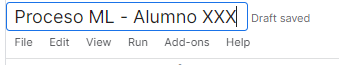 Proceso ML - Alumno XXX Draft saved
File Edit View Run Add-ons Help